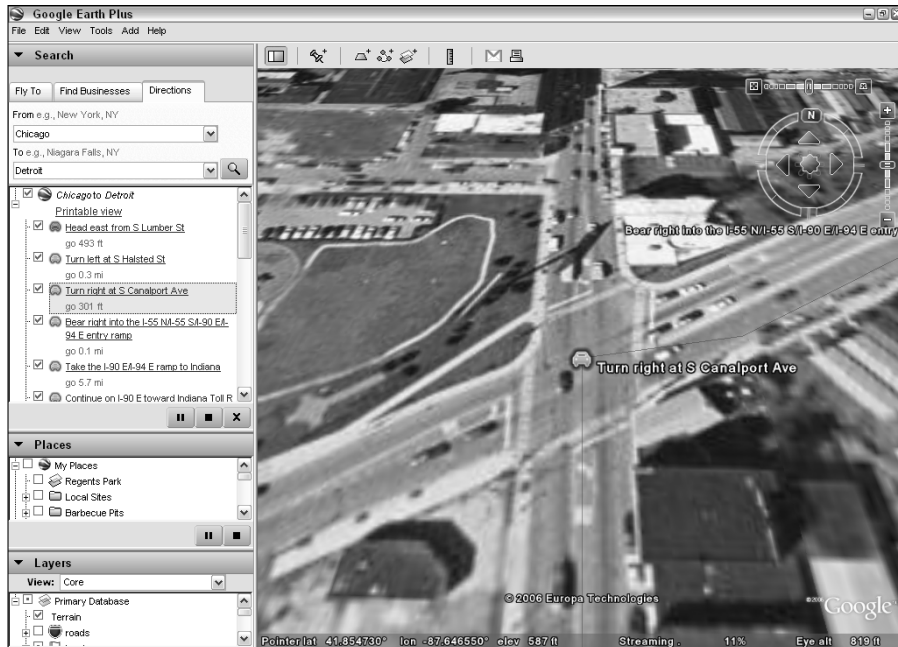 Google Earth Plus
File Edit View Tools Add Help
Search
Fly To Find Businesses Directions
From e.g., New York, NY
Chicago
To e.g., Niagara Falls, NY
Detroit
Chicago to Detroit
Printable view
Head east from S Lumber St
go 493 ft
Turn left at S Halsted St
go 0.3 mi
Turn right at S Canalport Ave
go 301 ft
Bear right into the I-55 N/I-55 S/I-90 E/I-
94 E entry ramp
go 0.1 mi
Take the I-90 E/I-94 E ramp to Indiana
go 5.7 mi
Continue on I-90 E toward Indiana Toll R
Places
My Places
Regents Park
Local Sites
Barbecue Pits
Layers
View: Core
Primary Database
Terrain
roads
N
Bear right into the I-55 N/I-55 S/I-90 E/I-94 E entry
Turn right at S Canalport Ave
© 2006 Europa Technologies
Google
Pointer lat 41.854730° lon -87.646550° elev 587 ft Streaming . 11% Eye alt 819 ft